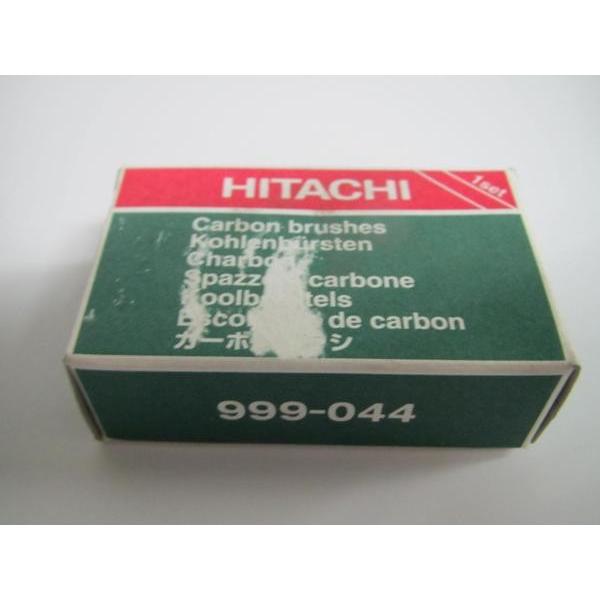 HITACHI
1set
Carbon brushes
Kohlenbürsten
carbone
de carbon
999-044